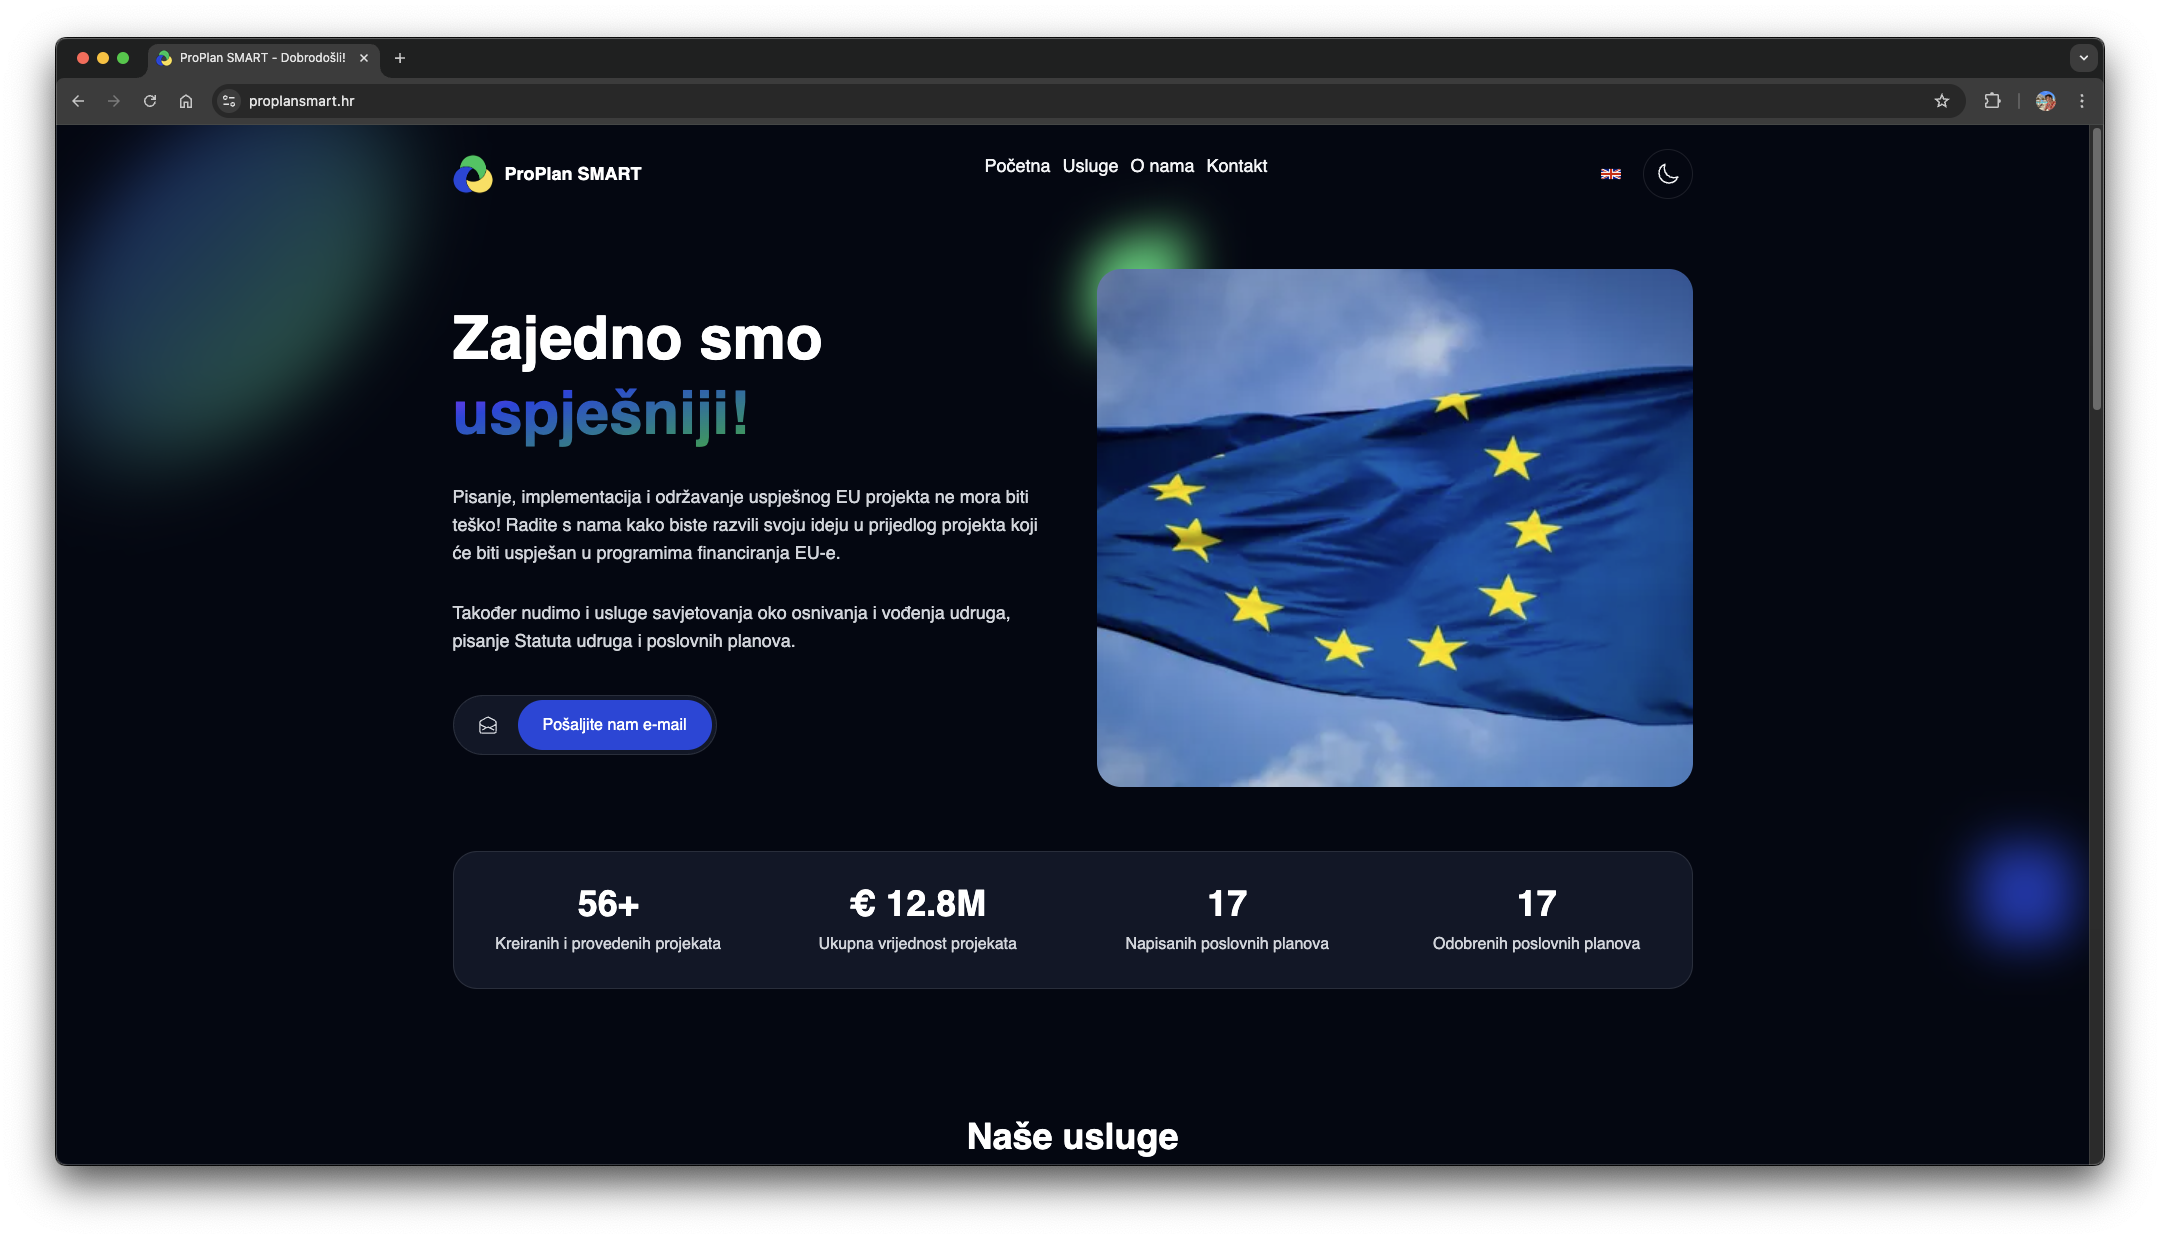 ProPlan SMART - Dobrodošli!
proplansmart.hr
ProPlan SMART
Početna Usluge O nama Kontakt
Zajedno smo
uspješniji!
Pisanje, implementacija i održavanje uspješnog EU projekta ne mora biti
teško! Radite s nama kako biste razvili svoju ideju u prijedlog projekta koji
će biti uspješan u programima financiranja EU-e.
Također nudimo i usluge savjetovanja oko osnivanja i vođenja udruga,
pisanje Statuta udruga i poslovnih planova.
Pošaljite nam e-mail
56+
Kreiranih i provedenih projekata
€ 12.8M
Ukupna vrijednost projekata
17
Napisanih poslovnih planova
17
Odobrenih poslovnih planova
Naše usluge